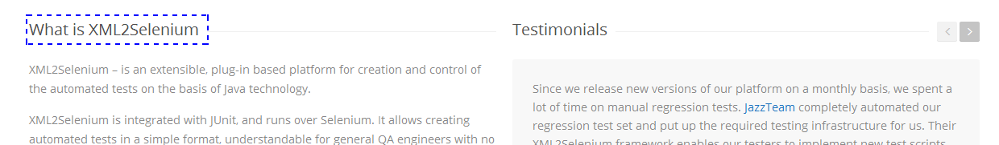 What is XML2Selenium
XML2Selenium – is an extensible, plug-in based platform for creation and control of
the automated tests on the basis of Java technology.
XML2Selenium is integrated with JUnit, and runs over Selenium. It allows creating
automated tests in a simple format, understandable for general QA engineers with no
Testimonials
Since we release new versions of our platform on a monthly basis, we spent a
lot of time on manual regression tests. JazzTeam completely automated our
regression test set and put up the required testing infrastructure for us. Their
XML2Selenium framework enables our testers to implement new test scripts